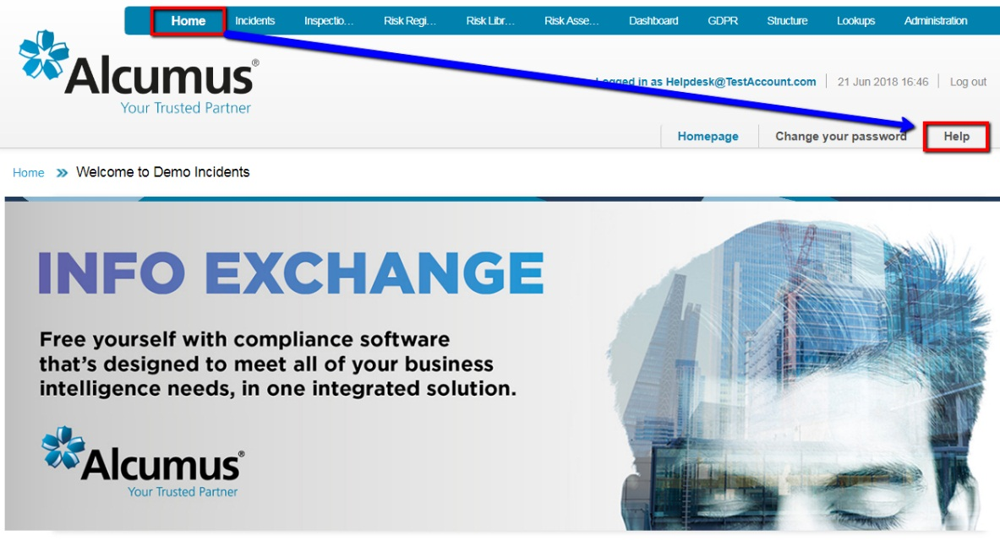 Home Incidents Inspectio... Risk Regi... Risk Libr... Risk Asse... Dashboard GDPR Structure Lookups Administration
Alcumus®
Your Trusted Partner
Logged in as Helpdesk@TestAccount.com 21 Jun 2018 16:46 Log out
Homepage Change your password Help
Home » Welcome to Demo Incidents
INFO EXCHANGE
Free yourself with compliance software
that's designed to meet all of your business
intelligence needs, in one integrated solution.
Alcumus®
Your Trusted Partner